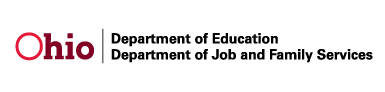 Ohio
Department of Education
Department of Job and Family Services